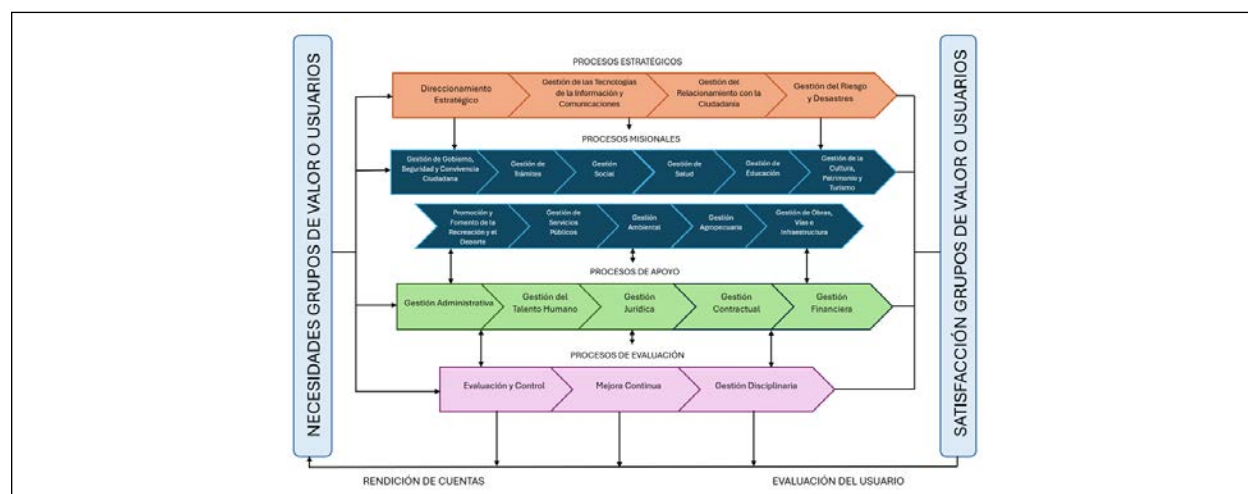 NECESIDADES GRUPOS DE VALOR O USUARIOS
PROCESOS ESTRATÉGICOS
Direccionamiento
Estratégico
Gestión de las Tecnologías
de la Información y
Comunicaciones
Gestión del
Relacionamiento con la
Ciudadanía
Gestión del Riesgo
y Desastres
PROCESOS MISIONALES
Gestión de Gobierno,
Seguridad y Convivencia
Ciudadana
Gestión de
Trámites
Gestión
Social
Gestión
de Salud
Gestión de
Educación
Gestión de la
Cultura,
Patrimonio y
Turismo
Promoción y
Fomento de la
Recreación y el
Deporte
Gestión de
Servicios
Públicos
Gestión
Ambiental
Gestión
Agropecuaria
Gestión de Obras,
Vías e
Infraestructura
PROCESOS DE APOYO
Gestión Administrativa
Gestión del
Talento Humano
Gestión
Jurídica
Gestión
Contractual
Gestión
Financiera
PROCESOS DE EVALUACIÓN
Evaluación y Control
Mejora Continua
Gestión Disciplinaria
SATISFACCIÓN GRUPOS DE VALOR O USUARIOS
RENDICIÓN DE CUENTAS
EVALUACIÓN DEL USUARIO